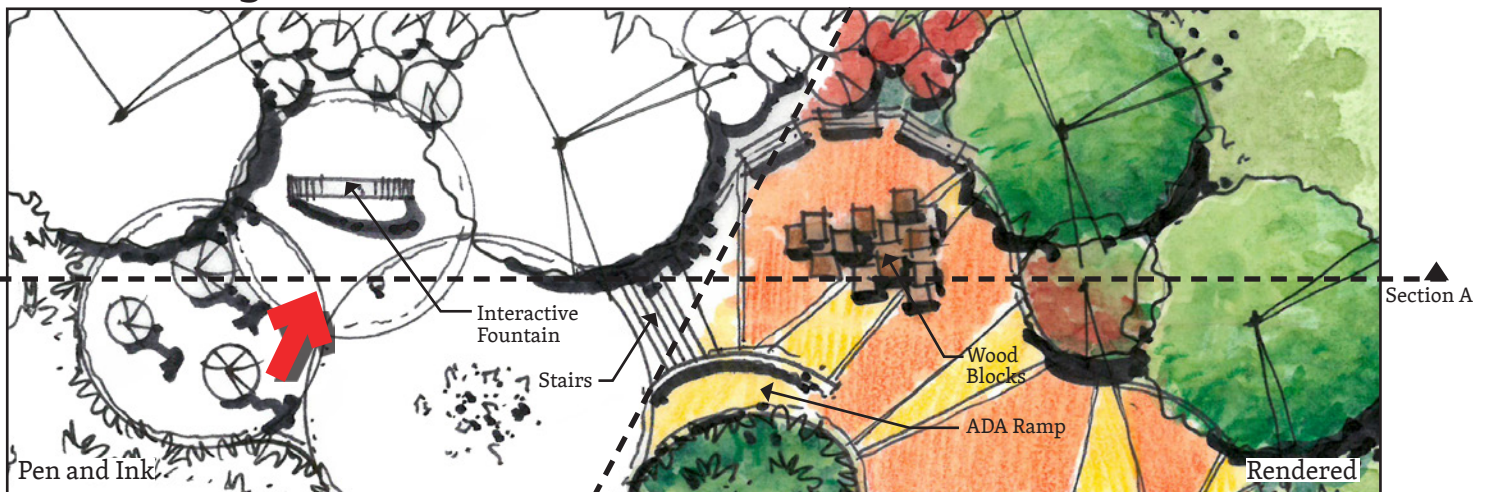 Section A
Interactive
Fountain
Stairs
Wood
Blocks
ADA Ramp
Pen and Ink
Rendered